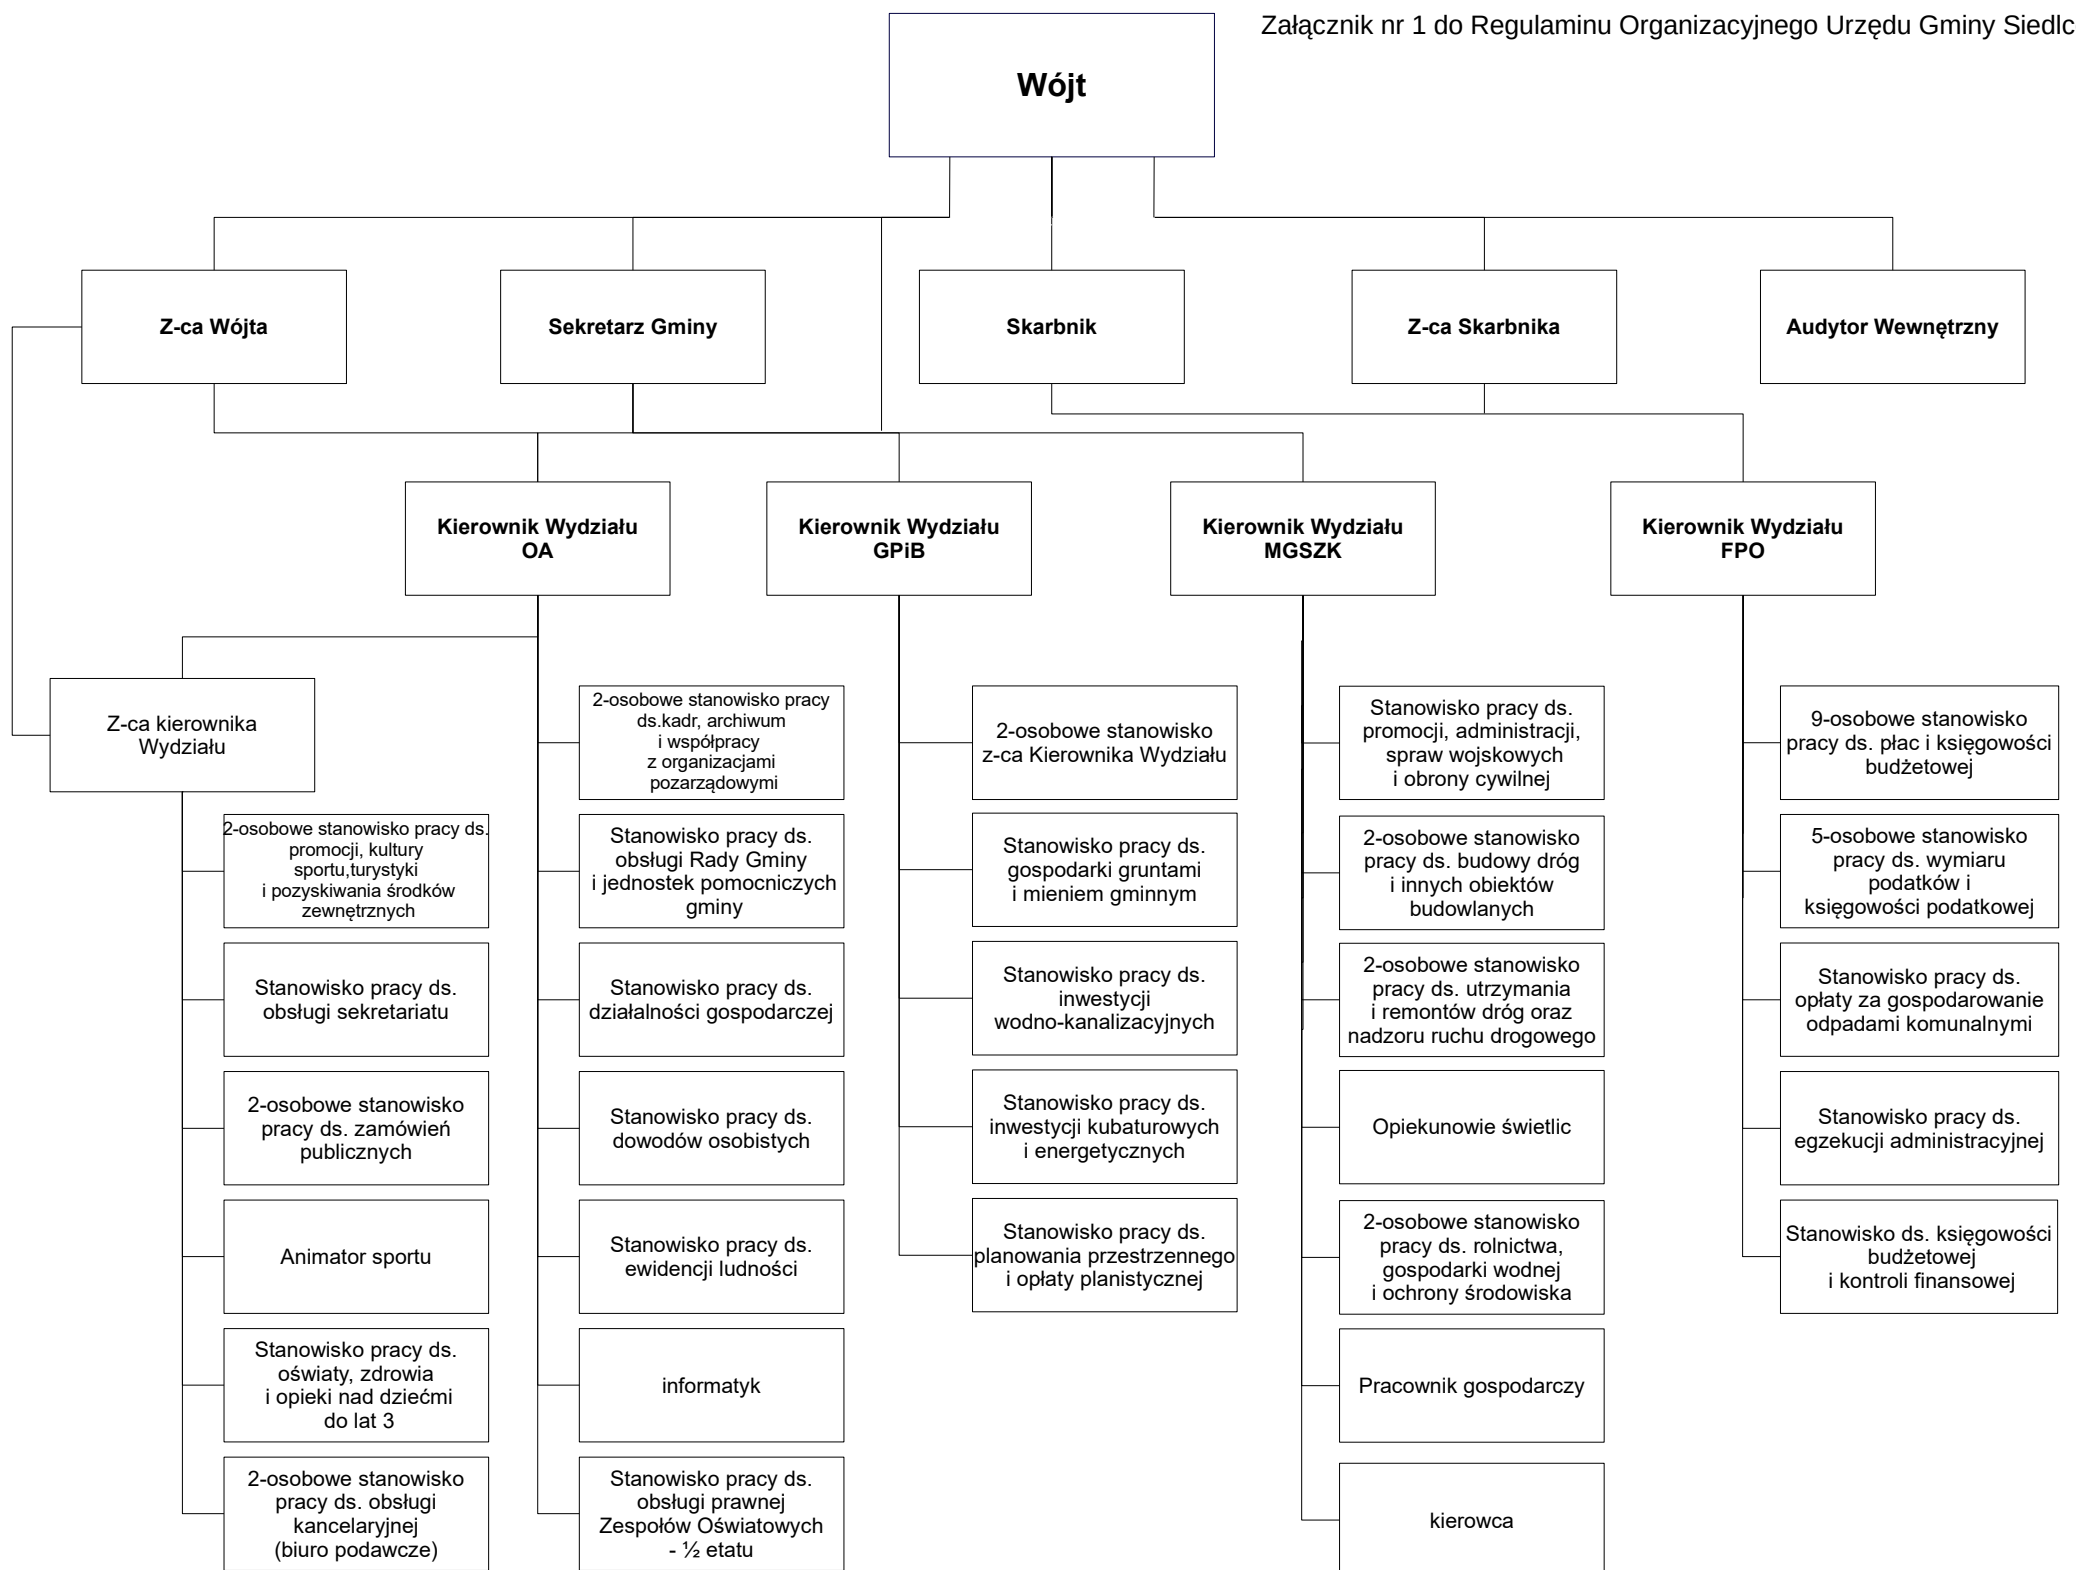 Załącznik nr 1 do Regulaminu Organizacyjnego Urzędu Gminy Siedlc
Wójt
Z-ca Wójta
Sekretarz Gminy
Skarbnik
Z-ca Skarbnika
Audytor Wewnętrzny
Kierownik Wydziału
OA
Kierownik Wydziału
GPiB
Kierownik Wydziału
MGSZK
Kierownik Wydziału
FPO
Z-ca kierownika
Wydziału
2-osobowe stanowisko pracy ds.
promocji, kultury
sportu,turystyki
i pozyskiwania środków
zewnętrznych
Stanowisko pracy ds.
obsługi sekretariatu
2-osobowe stanowisko
pracy ds. zamówień
publicznych
Animator sportu
Stanowisko pracy ds.
oświaty, zdrowia
i opieki nad dziećmi
do lat 3
2-osobowe stanowisko
pracy ds. obsługi
kancelaryjnej
(biuro podawcze)
2-osobowe stanowisko pracy
ds.kadr, archiwum
i współpracy
z organizacjami
pozarządowymi
Stanowisko pracy ds.
obsługi Rady Gminy
i jednostek pomocniczych
gminy
Stanowisko pracy ds.
działalności gospodarczej
Stanowisko pracy ds.
dowodów osobistych
Stanowisko pracy ds.
ewidencji ludności
informatyk
Stanowisko pracy ds.
obsługi prawnej
Zespołów Oświatowych
- ½ etatu
2-osobowe stanowisko
z-ca Kierownika Wydziału
Stanowisko pracy ds.
gospodarki gruntami
i mieniem gminnym
Stanowisko pracy ds.
inwestycji
wodno-kanalizacyjnych
Stanowisko pracy ds.
inwestycji kubaturowych
i energetycznych
Stanowisko pracy ds.
planowania przestrzennego
i opłaty planistycznej
Stanowisko pracy ds.
promocji, administracji,
spraw wojskowych
i obrony cywilnej
2-osobowe stanowisko
pracy ds. budowy dróg
i innych obiektów
budowlanych
2-osobowe stanowisko
pracy ds. utrzymania
i remontów dróg oraz
nadzoru ruchu drogowego
Opiekunowie świetlic
2-osobowe stanowisko
pracy ds. rolnictwa,
gospodarki wodnej
i ochrony środowiska
Pracownik gospodarczy
kierowca
9-osobowe stanowisko
pracy ds. płac i księgowości
budżetowej
5-osobowe stanowisko
pracy ds. wymiaru
podatków i
księgowości podatkowej
Stanowisko pracy ds.
opłaty za gospodarowanie
odpadami komunalnymi
Stanowisko pracy ds.
egzekucji administracyjnej
Stanowisko ds. księgowości
budżetowej
i kontroli finansowej